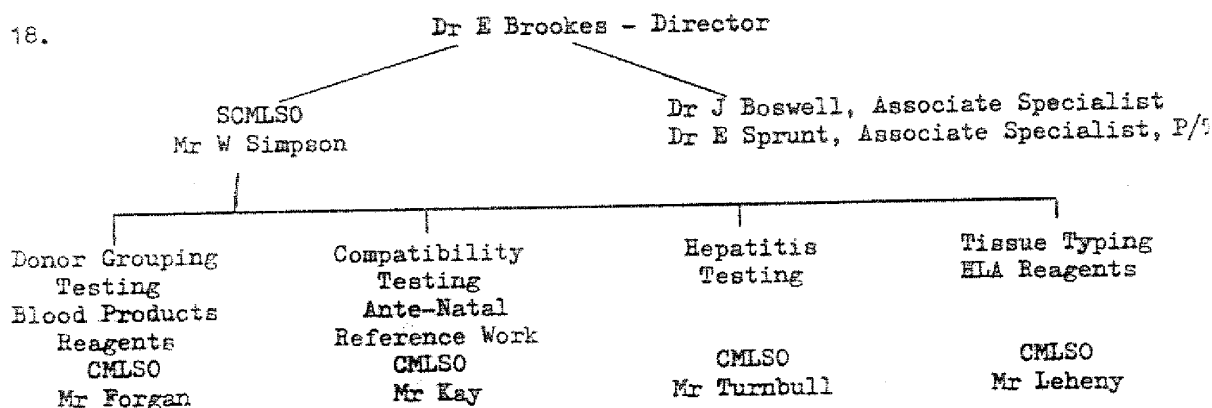 18.
Dr E Brookes - Director
SCMLSO
Mr W Simpson
Dr J Boswell, Associate Specialist
Dr E Sprunt, Associate Specialist,
Donor Grouping
Testing
Blood Products
Reagents
CMLSO
Mr Forgan
Compatibility
Testing
Ante-Natal
Reference Work
CMLSO
Mr Kay
Hepatitis
Testing
CMLSO
Mr Turnbull
Tissue Typing
HLA Reagents
CMLSO
Mr Leheny